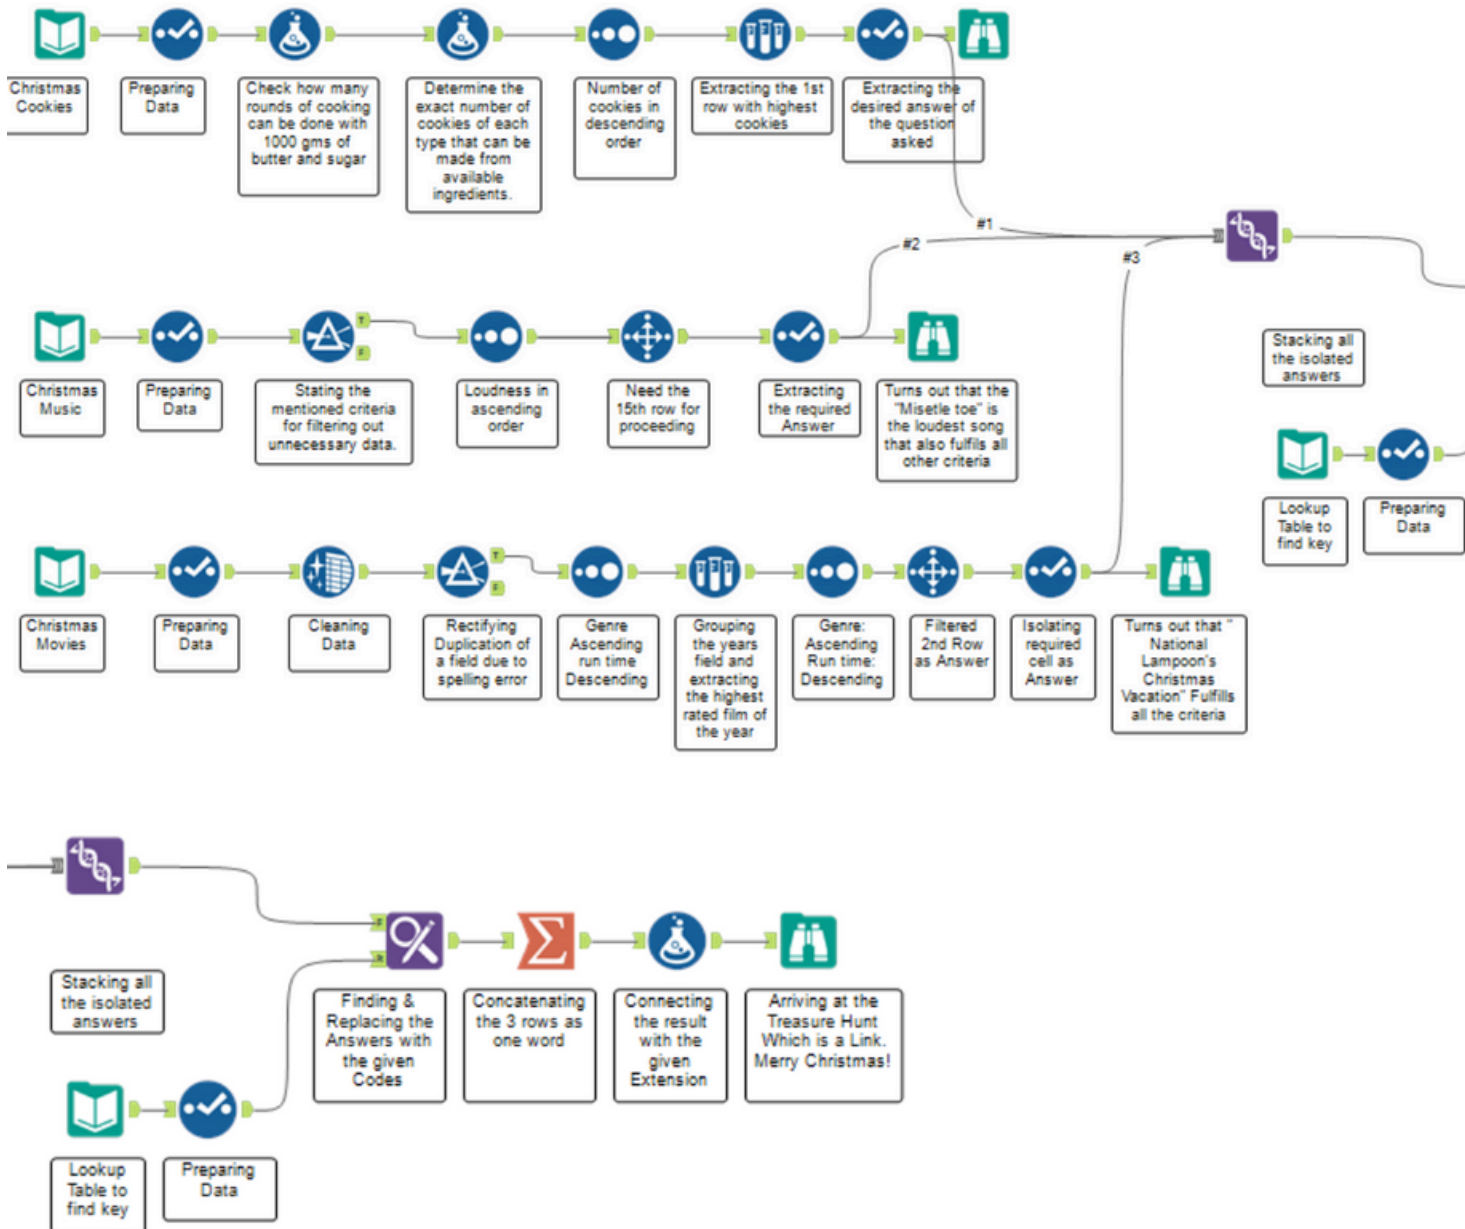 Christmas
Cookies
Preparing
Data
Check how many
rounds of cooking
can be done with
1000 gms of
butter and sugar
Determine the
exact number of
cookies of each
type that can be
made from
available
ingredients.
Number of
cookies in
descending
order
Extracting the 1st
row with highest
cookies
Extracting the
desired answer of
the question
asked
#1
#2
#3
Christmas
Music
Preparing
Data
T
F
Stating the
mentioned criteria
for filtering out
unnecessary data.
Loudness in
ascending
order
Need the
15th row for
proceeding
Extracting
the required
Answer
Turns out that the
"Misetle toe" is
the loudest song
that also fulfils all
other criteria
Stacking all
the isolated
answers
Lookup
Table to
find key
Preparing
Data
Christmas
Movies
Preparing
Data
Cleaning
Data
T
F
Rectifying
Duplication of
a field due to
spelling error
Genre
Ascending
run time
Descending
Grouping
the years
field and
extracting
the highest
rated film of
the year
Genre:
Ascending
Run time:
Descending
Filtered
2nd Row
as Answer
Isolating
required
cell as
Answer
Turns out that "
National
Lampoon's
Christmas
Vacation" Fulfills
all the criteria
Stacking all
the isolated
answers
Lookup
Table to
find key
Preparing
Data
F
R
Finding &
Replacing the
Answers with
the given
Codes
Concatenating
the 3 rows as
one word
Connecting
the result
with the
given
Extension
Arriving at the
Treasure Hunt
Which is a Link.
Merry Christmas!